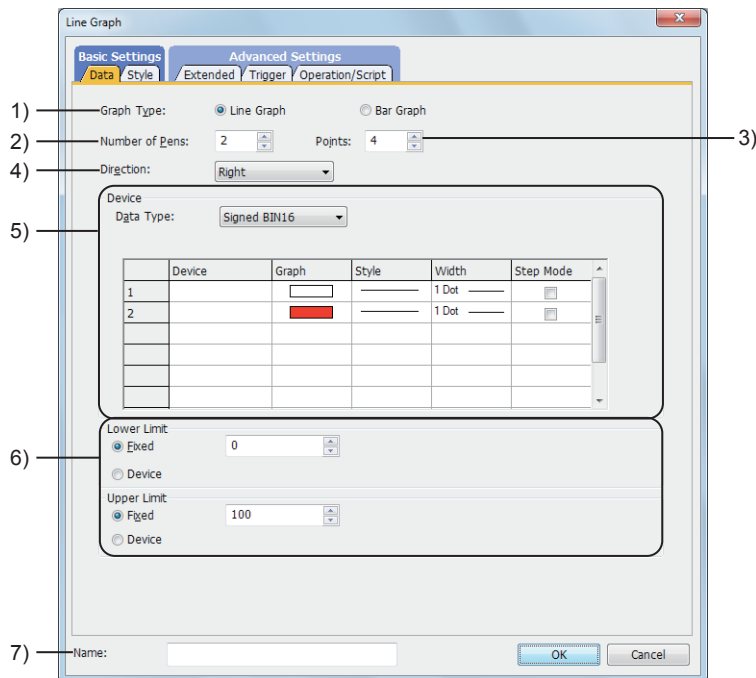 Line Graph
x
Basic Settings
Advanced Settings
Data Style Extended Trigger Operation/Script
1) Graph Type: Line Graph Bar Graph
2) Number of Pens: 2 Points: 4 3)
4) Direction: Right
Device
5) Data Type: Signed BIN16
Device Graph Style Width Step Mode
1 1 Dot
2 1 Dot
Lower Limit
6) Fixed 0
Device
Upper Limit
Fixed 100
Device
7) Name: OK Cancel